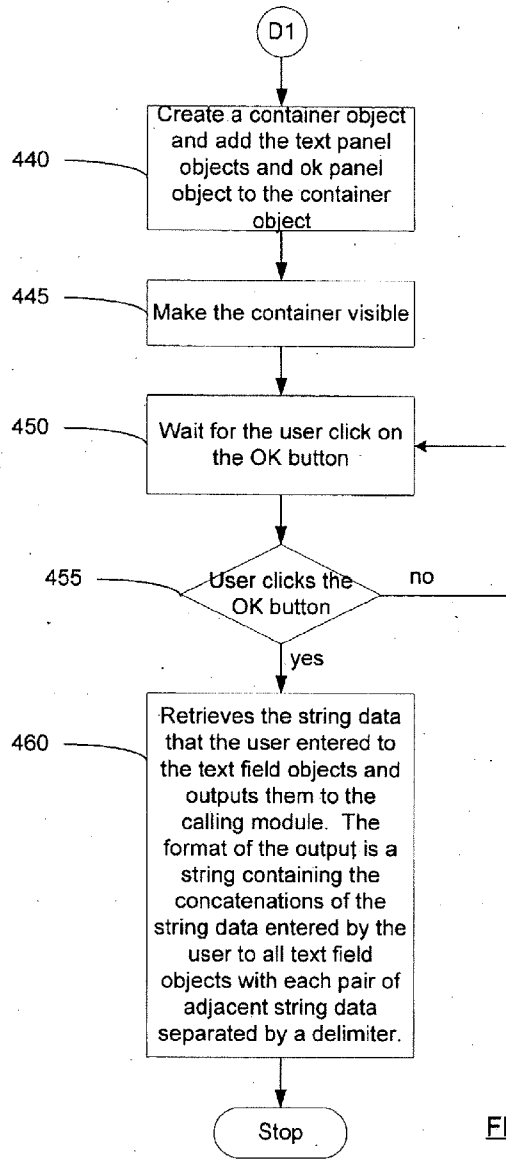 D1
440
Create a container object
and add the text panel
objects and ok panel
object to the container
object
445
Make the container visible
450
Wait for the user click on
the OK button
455
User clicks the
OK button
no
yes
460
Retrieves the string data
that the user entered to
the text field objects and
outputs them to the
calling module. The
format of the output is a
string containing the
concatenations of the
string data entered by the
user to all text field
objects with each pair of
adjacent string data
separated by a delimiter.
Stop